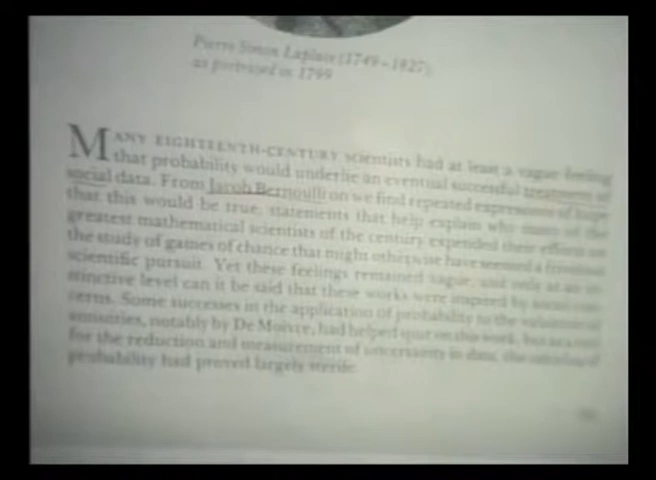 Pierre Simon Laplace (1749–1827),
as portrayed in 1799
MANY EIGHTEENTH-CENTURY scientists had at least a vague feeling
that probability would underlie an eventual successful treatment of
social data. From Jacob Bernoulli on we find repeated expressions of hope
that this would be true, statements that help explain why many of the
greatest mathematical scientists of the century expended their efforts on
the study of games of chance that might otherwise have seemed a frivolous
scientific pursuit. Yet these feelings remained vague, and only at an
level can it be said that these works were inspired by
Some successes in the application of probability to the valuation of
annuities, notably by De Moivre, had helped spur on this work, but as a tool
for the reduction and measurement of uncertainty in data, the calculus of
probability had proved largely sterile.